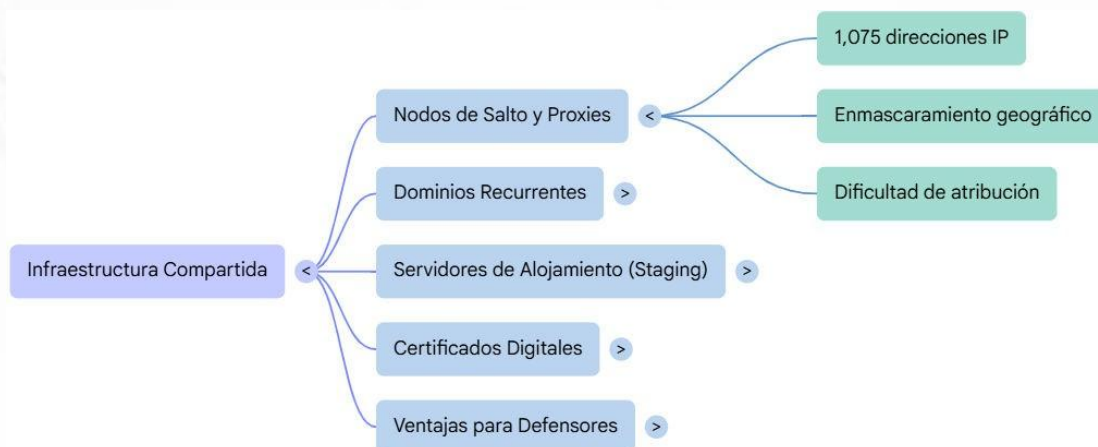 Infraestructura Compartida
<
Nodos de Salto y Proxies
<
1,075 direcciones IP
Enmascaramiento geográfico
Dificultad de atribución
Dominios Recurrentes
>
Servidores de Alojamiento (Staging)
>
Certificados Digitales
>
Ventajas para Defensores
>